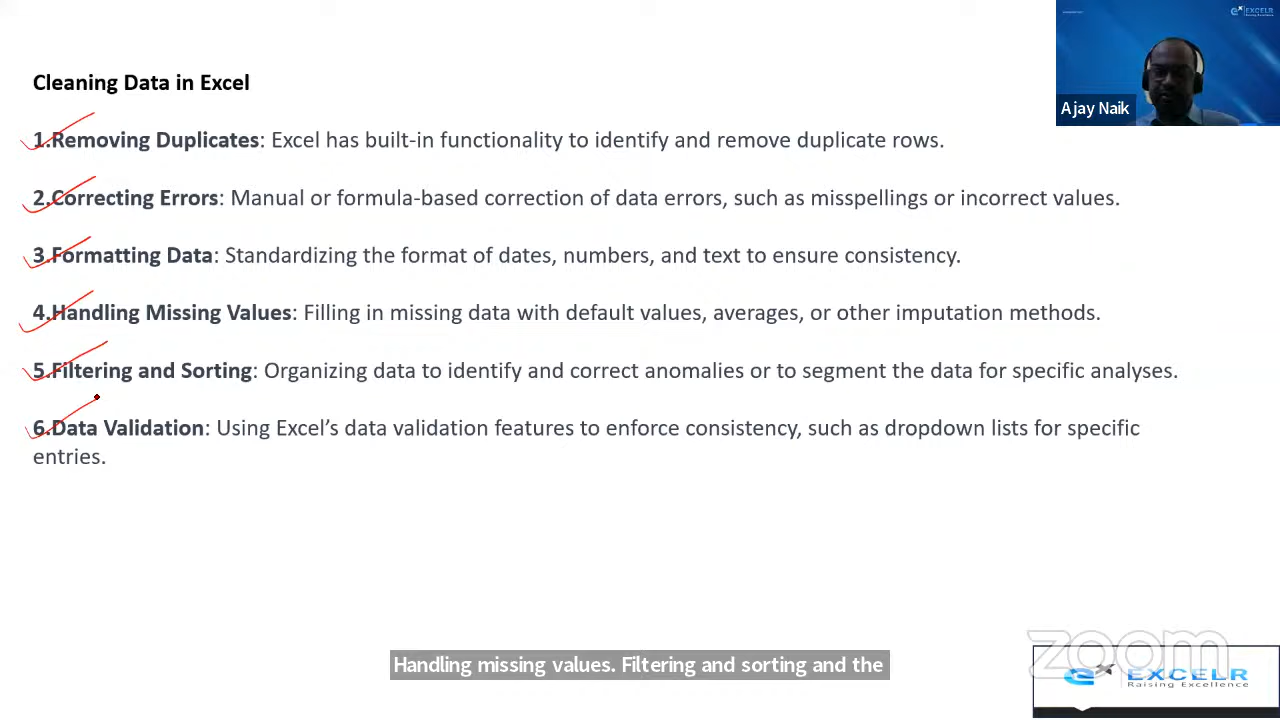 EXCELR
Raising Excellence
Ajay Naik
Cleaning Data in Excel
1.Removing Duplicates: Excel has built-in functionality to identify and remove duplicate rows.
2.Correcting Errors: Manual or formula-based correction of data errors, such as misspellings or incorrect values.
3.Formatting Data: Standardizing the format of dates, numbers, and text to ensure consistency.
4.Handling Missing Values: Filling in missing data with default values, averages, or other imputation methods.
5.Filtering and Sorting: Organizing data to identify and correct anomalies or to segment the data for specific analyses.
6.Data Validation: Using Excel’s data validation features to enforce consistency, such as dropdown lists for specific
entries.
Handling missing values. Filtering and sorting and the
zoom
EXCELR
Raising Excellence